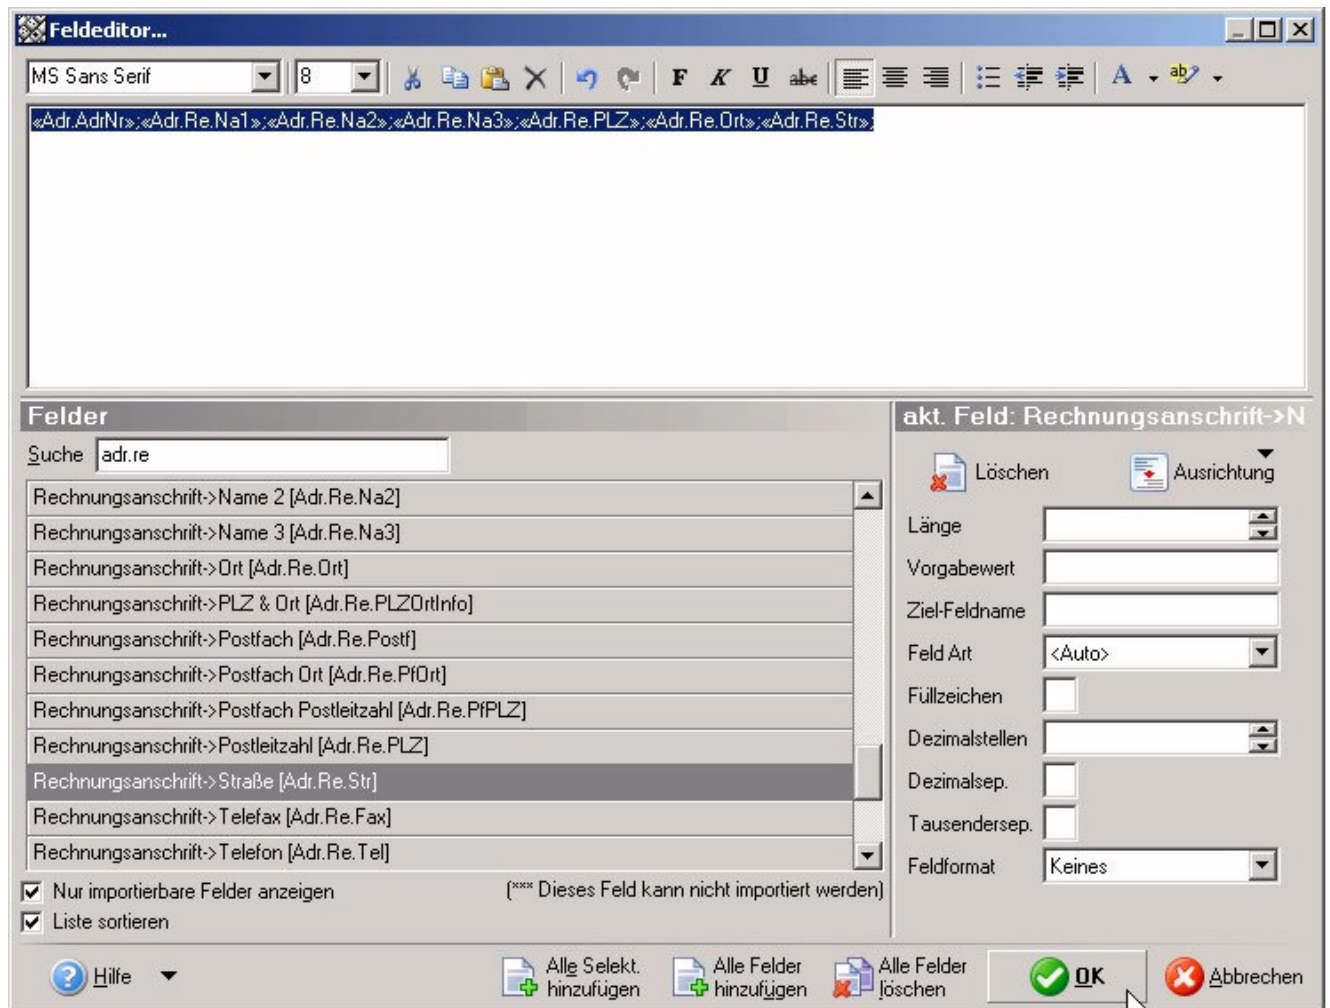 Feldeditor...
MS Sans Serif 8 F K U abc A ab
«Adr.AdrNr»;«Adr.Re.Na1»;«Adr.Re.Na2»;«Adr.Re.Na3»;«Adr.Re.PLZ»;«Adr.Re.Ort»;«Adr.Re.Str»;
Felder
Suche adr.re
Rechnungsanschrift->Name 2 [Adr.Re.Na2]
Rechnungsanschrift->Name 3 [Adr.Re.Na3]
Rechnungsanschrift->Ort [Adr.Re.Ort]
Rechnungsanschrift->PLZ & Ort [Adr.Re.PLZOrtInfo]
Rechnungsanschrift->Postfach [Adr.Re.Postf]
Rechnungsanschrift->Postfach Ort [Adr.Re.PfOrt]
Rechnungsanschrift->Postfach Postleitzahl [Adr.Re.PfPLZ]
Rechnungsanschrift->Postleitzahl [Adr.Re.PLZ]
Rechnungsanschrift->Straße [Adr.Re.Str]
Rechnungsanschrift->Telefax [Adr.Re.Fax]
Rechnungsanschrift->Telefon [Adr.Re.Tel]
Nur importierbare Felder anzeigen (*** Dieses Feld kann nicht importiert werden)
Liste sortieren
akt. Feld: Rechnungsanschrift->N
Löschen Ausrichtung
Länge
Vorgabewert
Ziel-Feldname
Feld Art <Auto>
Füllzeichen
Dezimalstellen
Dezimalsep.
Tausendersep.
Feldformat Keines
Hilfe
Alle Selekt.
hinzufügen
Alle Felder
hinzufügen
Alle Felder
löschen
OK
Abbrechen